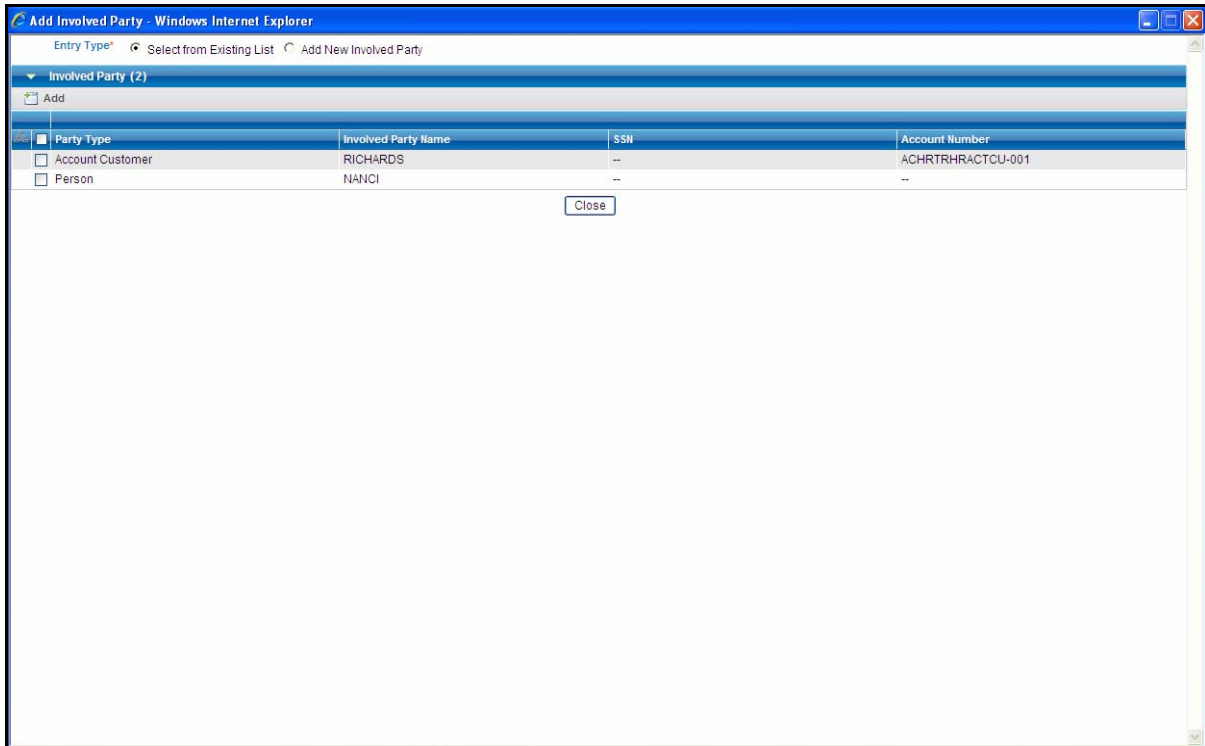 Add Involved Party - Windows Internet Explorer
Entry Type* Select from Existing List Add New Involved Party
Involved Party (2)
Add
Party Type Involved Party Name SSN Account Number
Account Customer RICHARDS -- ACHRTRHRACTCU-001
Person NANCI -- --
Close